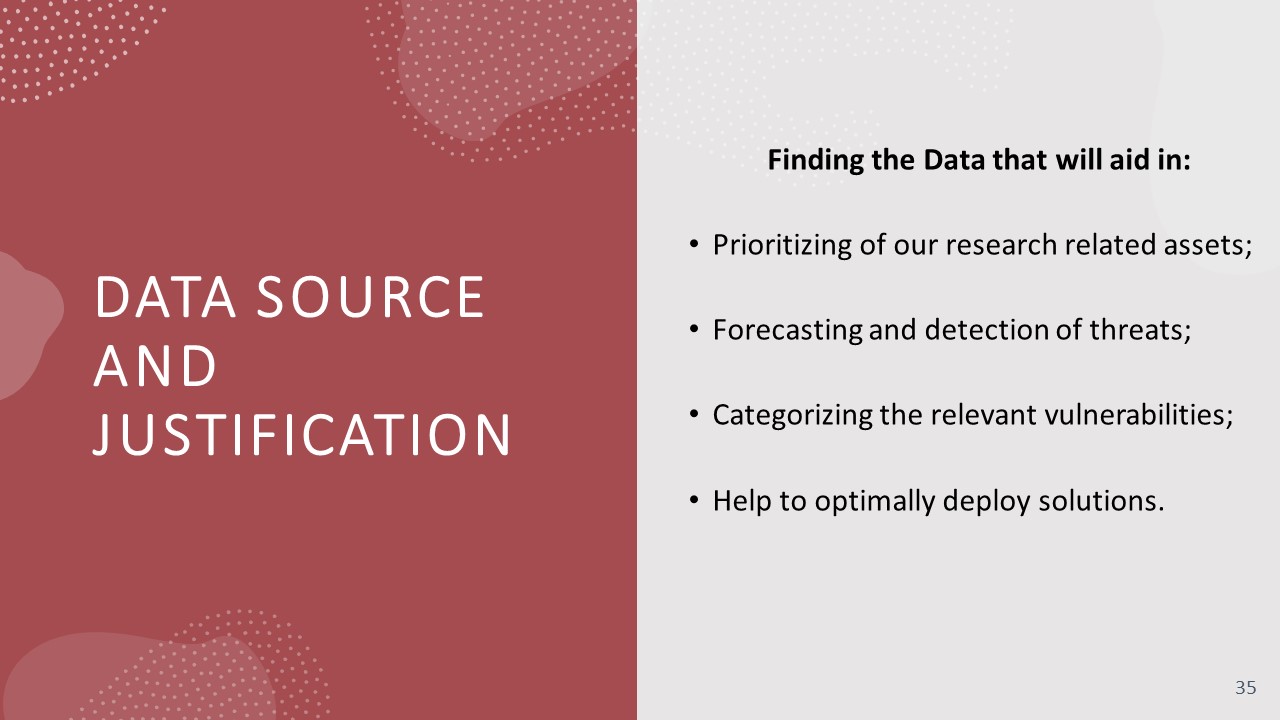 DATA SOURCE
AND
JUSTIFICATION
Finding the Data that will aid in:
• Prioritizing of our research related assets;
• Forecasting and detection of threats;
• Categorizing the relevant vulnerabilities;
• Help to optimally deploy solutions.
35